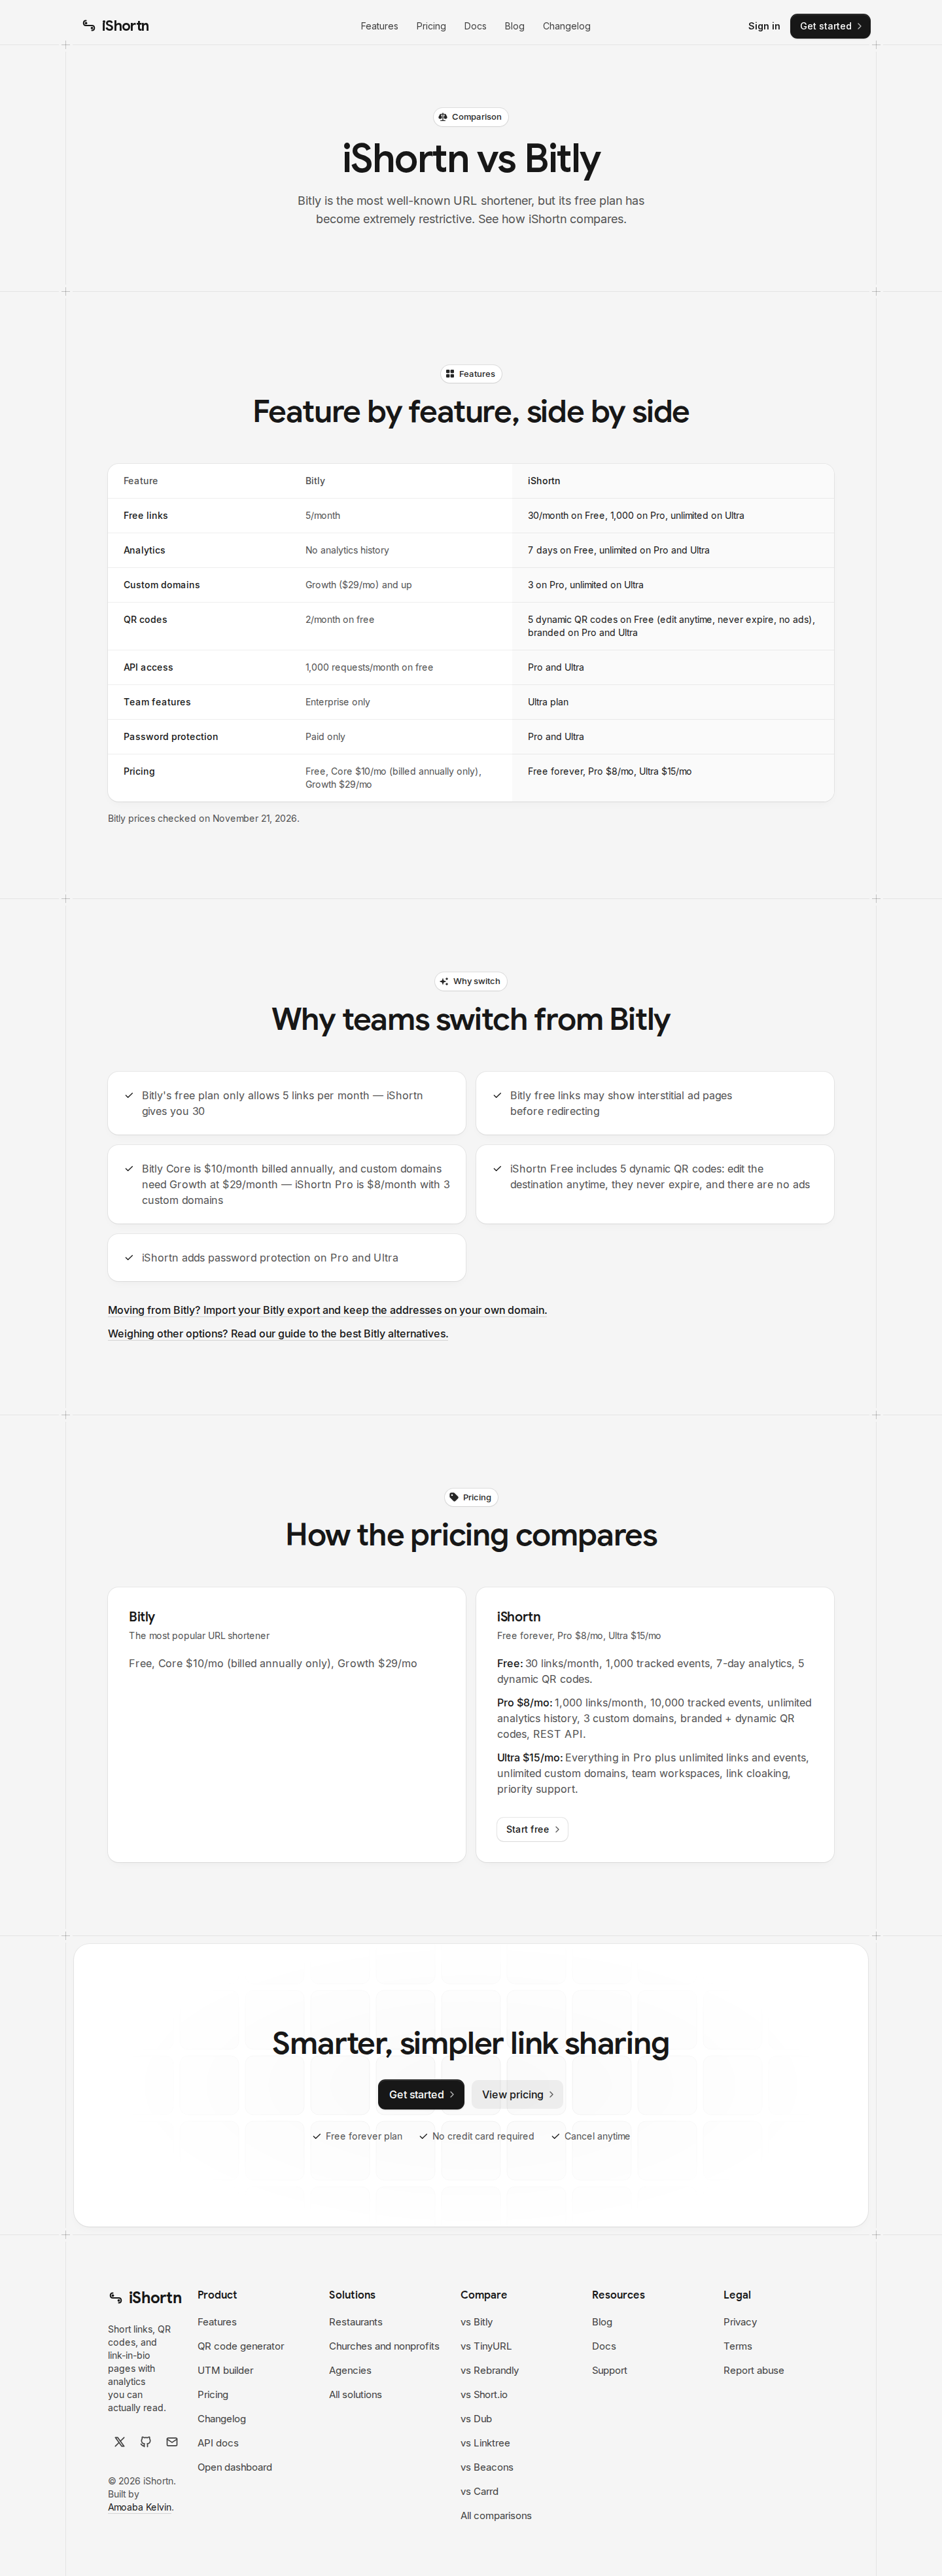 iShortn
Features
Pricing
Docs
Blog
Changelog
Sign in
Get started
Comparison
iShortn vs Bitly
Bitly is the most well-known URL shortener, but its free plan has
become extremely restrictive. See how iShortn compares.
Features
Feature by feature, side by side
Feature
Bitly
iShortn
Free links
5/month
30/month on Free, 1,000 on Pro, unlimited on Ultra
Analytics
No analytics history
7 days on Free, unlimited on Pro and Ultra
Custom domains
Growth ($29/mo) and up
3 on Pro, unlimited on Ultra
QR codes
2/month on free
5 dynamic QR codes on Free (edit anytime, never expire, no ads),
branded on Pro and Ultra
API access
1,000 requests/month on free
Pro and Ultra
Team features
Enterprise only
Ultra plan
Password protection
Paid only
Pro and Ultra
Pricing
Free, Core $10/mo (billed annually only),
Growth $29/mo
Free forever, Pro $8/mo, Ultra $15/mo
Bitly prices checked on November 21, 2026.
Why switch
Why teams switch from Bitly
Bitly's free plan only allows 5 links per month — iShortn
gives you 30
Bitly free links may show interstitial ad pages
before redirecting
Bitly Core is $10/month billed annually, and custom domains
need Growth at $29/month — iShortn Pro is $8/month with 3
custom domains
iShortn Free includes 5 dynamic QR codes: edit the
destination anytime, they never expire, and there are no ads
iShortn adds password protection on Pro and Ultra
Moving from Bitly? Import your Bitly export and keep the addresses on your own domain.
Weighing other options? Read our guide to the best Bitly alternatives.
Pricing
How the pricing compares
Bitly
The most popular URL shortener
Free, Core $10/mo (billed annually only), Growth $29/mo
iShortn
Free forever, Pro $8/mo, Ultra $15/mo
Free: 30 links/month, 1,000 tracked events, 7-day analytics, 5
dynamic QR codes.
Pro $8/mo: 1,000 links/month, 10,000 tracked events, unlimited
analytics history, 3 custom domains, branded + dynamic QR
codes, REST API.
Ultra $15/mo: Everything in Pro plus unlimited links and events,
unlimited custom domains, team workspaces, link cloaking,
priority support.
Start free
Smarter, simpler link sharing
Get started
View pricing
Free forever plan
No credit card required
Cancel anytime
iShortn
Short links, QR
codes, and
link-in-bio
pages with
analytics
you can
actually read.
© 2026 iShortn.
Built by
Amoaba Kelvin.
Product
Features
QR code generator
UTM builder
Pricing
Changelog
API docs
Open dashboard
Solutions
Restaurants
Churches and nonprofits
Agencies
All solutions
Compare
vs Bitly
vs TinyURL
vs Rebrandly
vs Short.io
vs Dub
vs Linktree
vs Beacons
vs Carrd
All comparisons
Resources
Blog
Docs
Support
Legal
Privacy
Terms
Report abuse